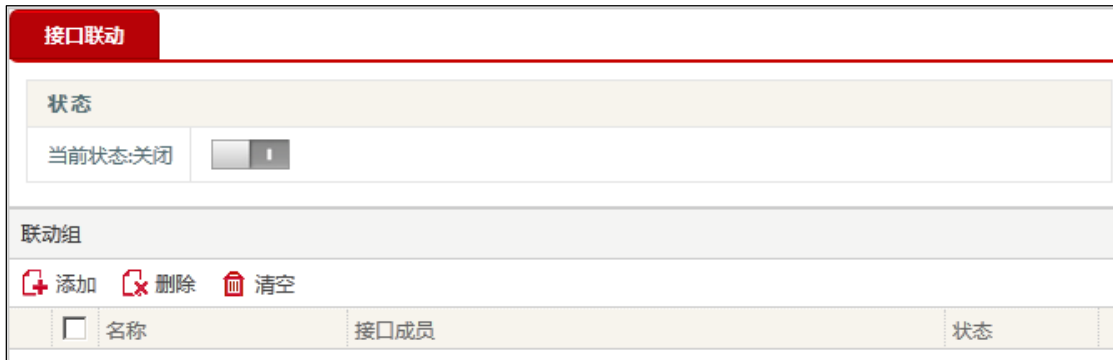 接口联动
状态
当前状态:关闭
联动组
添加 删除 清空
名称 接口成员 状态